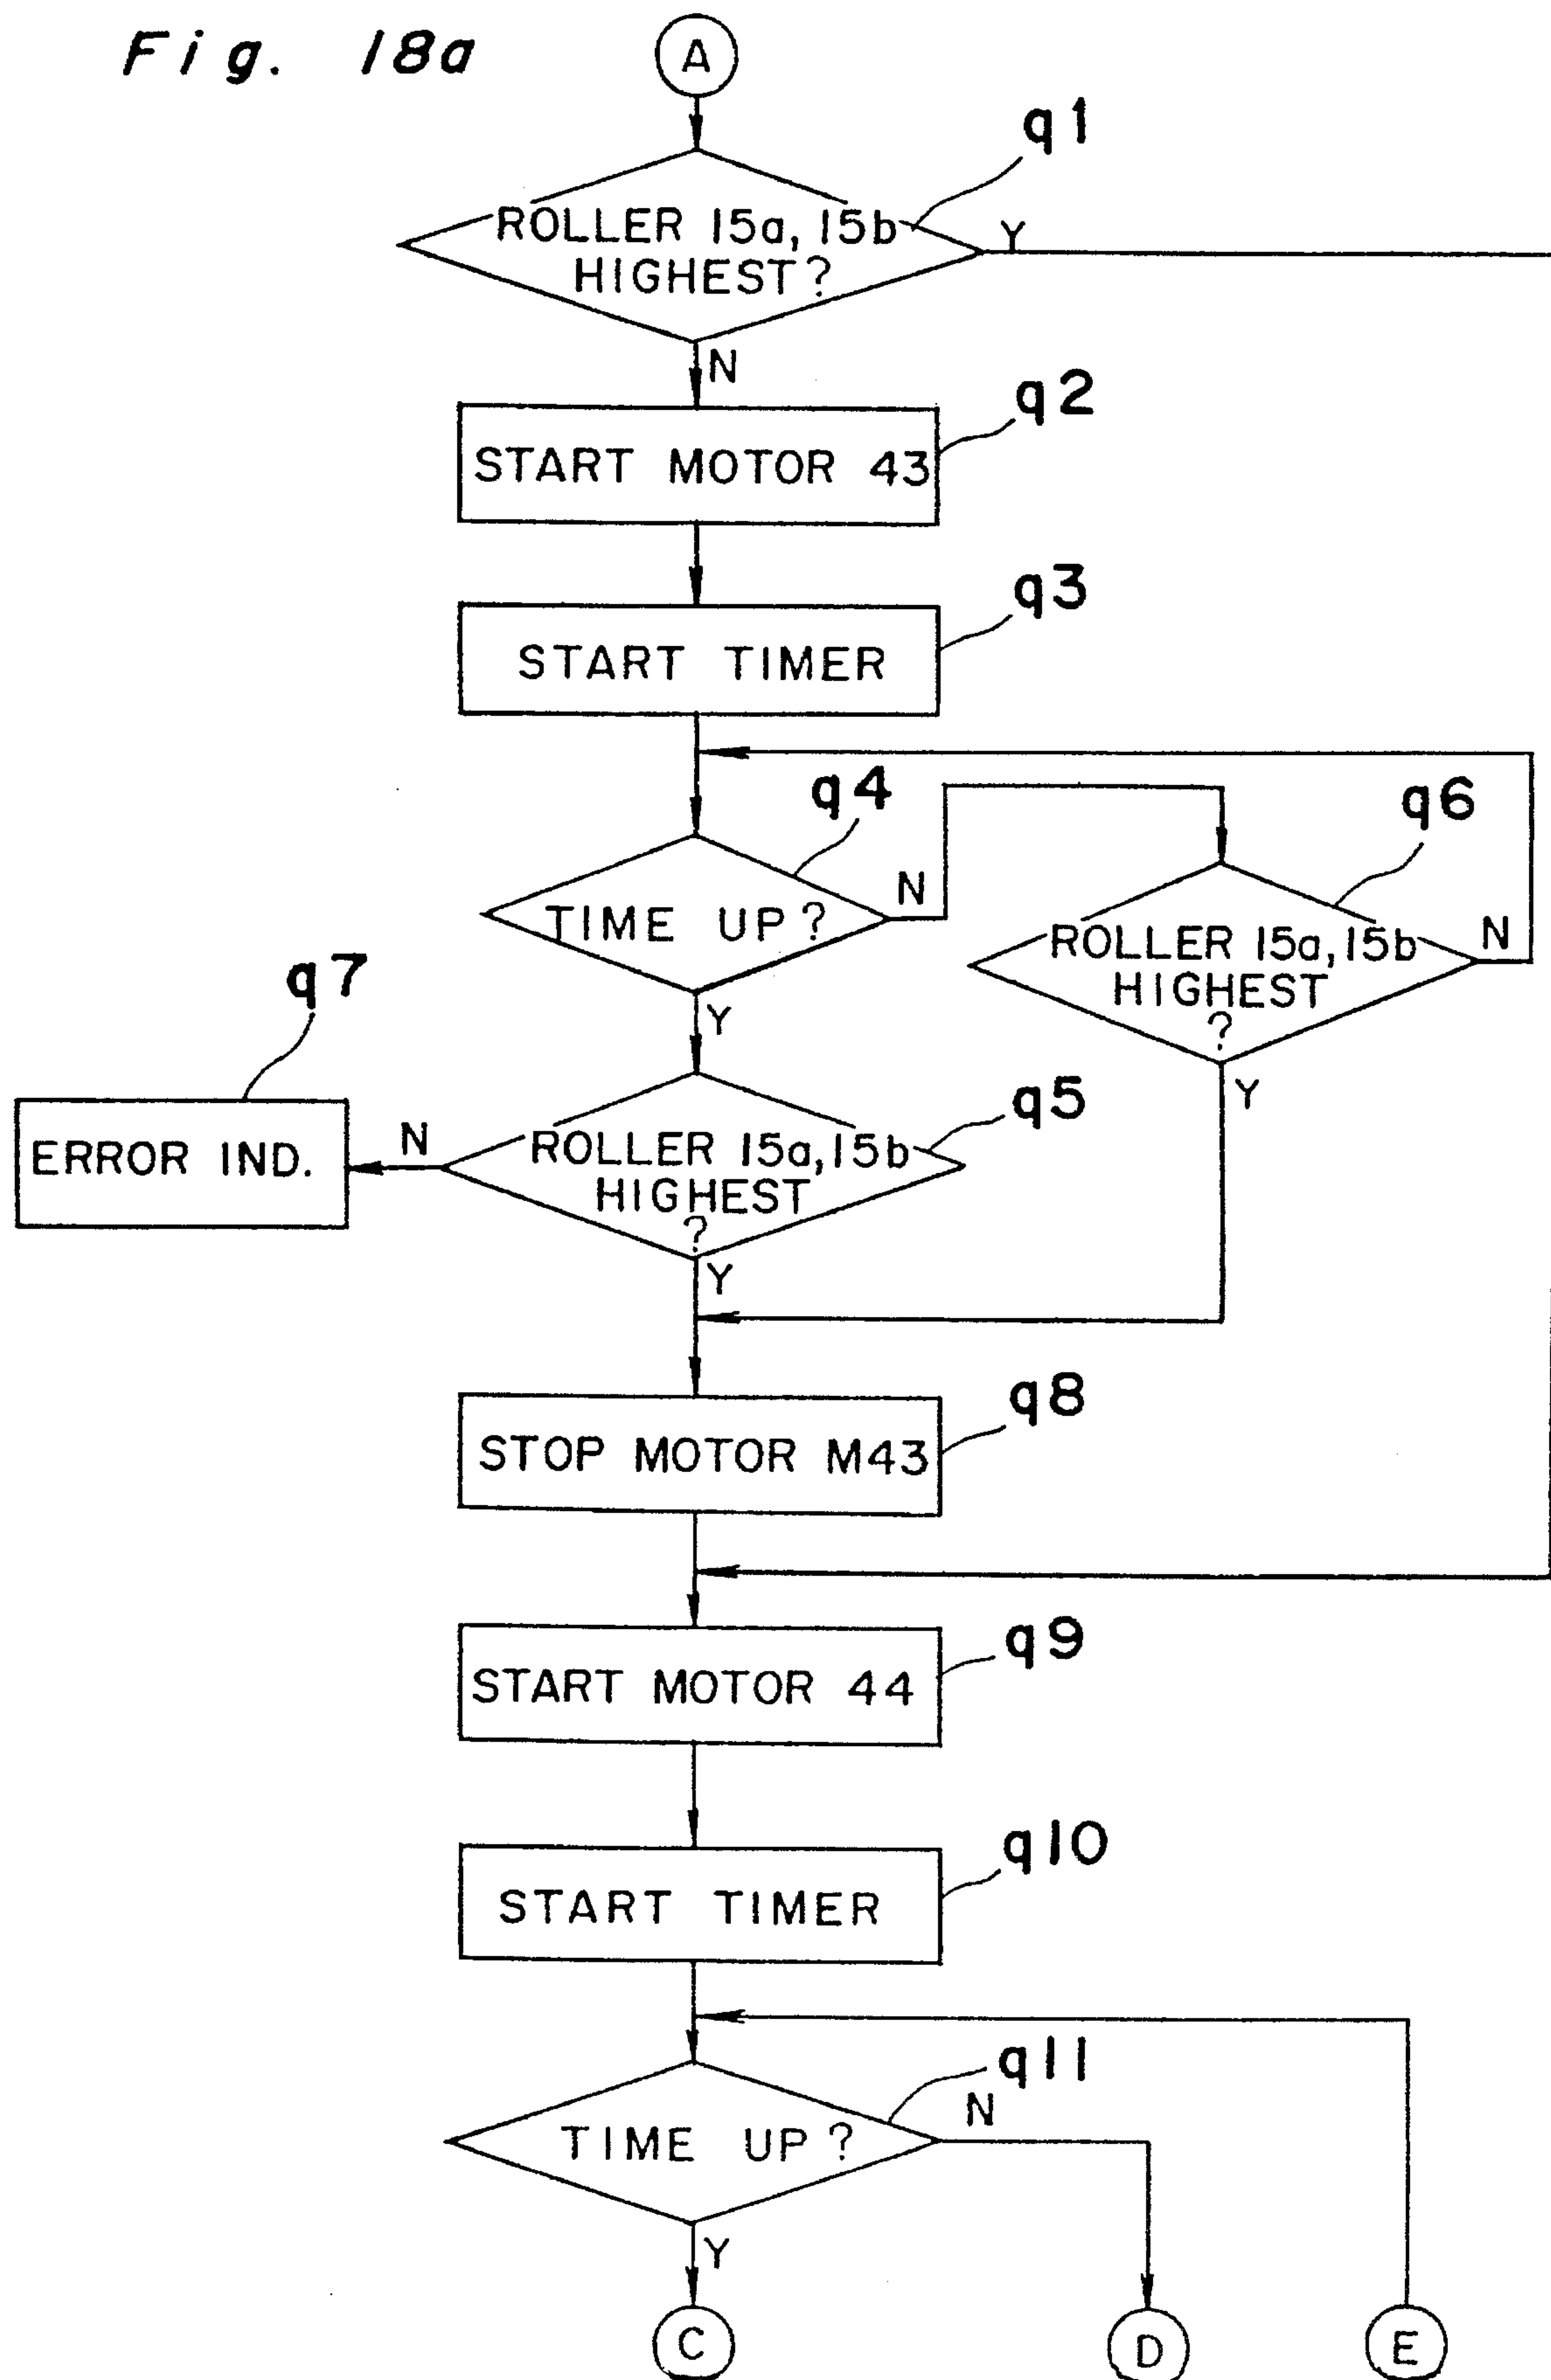 Fig. 18a
A
q1
ROLLER 15a, 15b
HIGHEST?
Y
N
q2
START MOTOR 43
q3
START TIMER
q4
TIME UP?
N
Y
q6
ROLLER 15a, 15b
HIGHEST
?
N
Y
q7
ERROR IND.
q5
ROLLER 15a, 15b
HIGHEST
?
N
Y
q8
STOP MOTOR M43
q9
START MOTOR 44
q10
START TIMER
q11
TIME UP?
N
Y
C
D
E